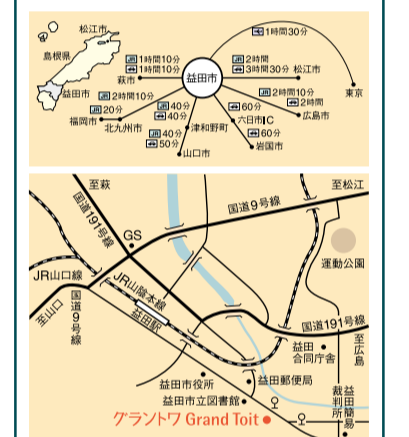 松江市
島根県
益田市
1時間30分
東京
JR 1時間10分
1時間10分
萩市
益田市
JR 2時間
3時間30分
松江市
JR 2時間10分
JR 20分
福岡市
北九州市
JR 40分
40分
津和野町
JR 40分
50分
山口市
60分
六日市IC
60分
岩国市
JR 2時間10分
2時間
広島市
至萩
国道191号線
GS
国道9号線
至松江
運動公園
JR山口線
JR山陰本線
益田駅
国道9号線
至山口
国道191号線
至広島
益田
合同庁舎
益田市役所
益田郵便局
益田市立図書館
益田簡易
裁判所
グラントワ Grand Toit